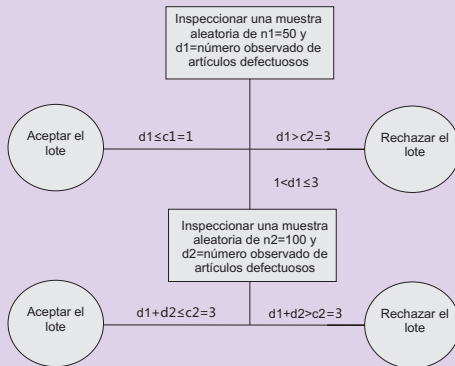 Inspeccionar una muestra
aleatoria de n1=50 y
d1=número observado de
artículos defectuosos
Aceptar el
lote
d1≤c1=1
d1>c2=3
Rechazar el
lote
1<d1≤3
Inspeccionar una muestra
aleatoria de n2=100 y
d2=número observado de
artículos defectuosos
Aceptar el
lote
d1+d2≤c2=3
d1+d2>c2=3
Rechazar el
lote